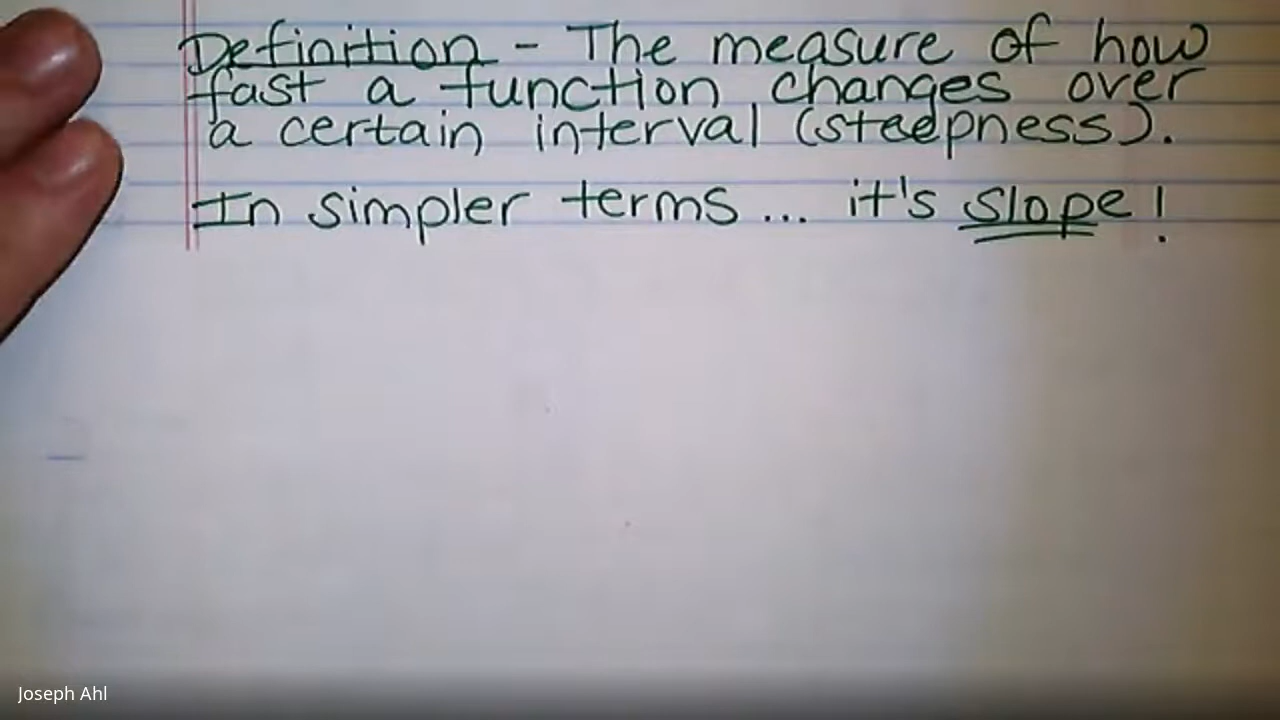 Definition - The measure of how
fast a function changes over
a certain interval (steepness).
In simpler terms... it's slope!
Joseph Ahl